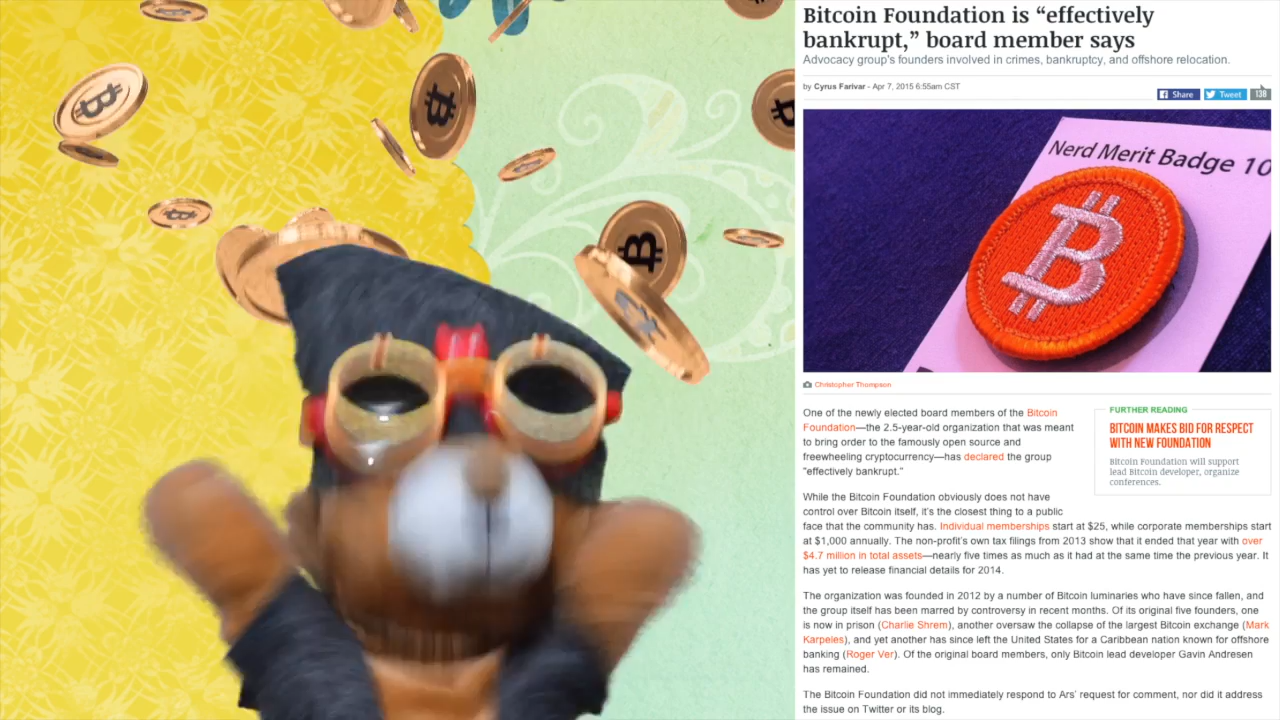 Bitcoin Foundation is “effectively
bankrupt,” board member says
Advocacy group's founders involved in crimes, bankruptcy, and offshore relocation.
by Cyrus Farivar - Apr 7, 2015 6:55am CST
Share
Tweet
138
Nerd Merit Badge 10
Christopher Thompson
One of the newly elected board members of the Bitcoin
Foundation—the 2.5-year-old organization that was meant
to bring order to the famously open source and
freewheeling cryptocurrency—has declared the group
"effectively bankrupt."
FURTHER READING
BITCOIN MAKES BID FOR RESPECT
WITH NEW FOUNDATION
Bitcoin Foundation will support
lead Bitcoin developer, organize
conferences.
While the Bitcoin Foundation obviously does not have
control over Bitcoin itself, it's the closest thing to a public
face that the community has. Individual memberships start at $25, while corporate memberships start
at $1,000 annually. The non-profit's own tax filings from 2013 show that it ended that year with over
$4.7 million in total assets—nearly five times as much as it had at the same time the previous year. It
has yet to release financial details for 2014.
The organization was founded in 2012 by a number of Bitcoin luminaries who have since fallen, and
the group itself has been marred by controversy in recent months. Of its original five founders, one
is now in prison (Charlie Shrem), another oversaw the collapse of the largest Bitcoin exchange (Mark
Karpeles), and yet another has since left the United States for a Caribbean nation known for offshore
banking (Roger Ver). Of the original board members, only Bitcoin lead developer Gavin Andresen
has remained.
The Bitcoin Foundation did not immediately respond to Ars' request for comment, nor did it address
the issue on Twitter or its blog.